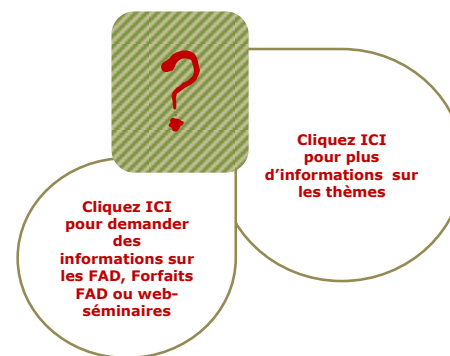 ?
Cliquez ICI
pour plus
d'informations sur
les thèmes
Cliquez ICI
pour demander
des
informations sur
les FAD, Forfaits
FAD ou web-
séminaires